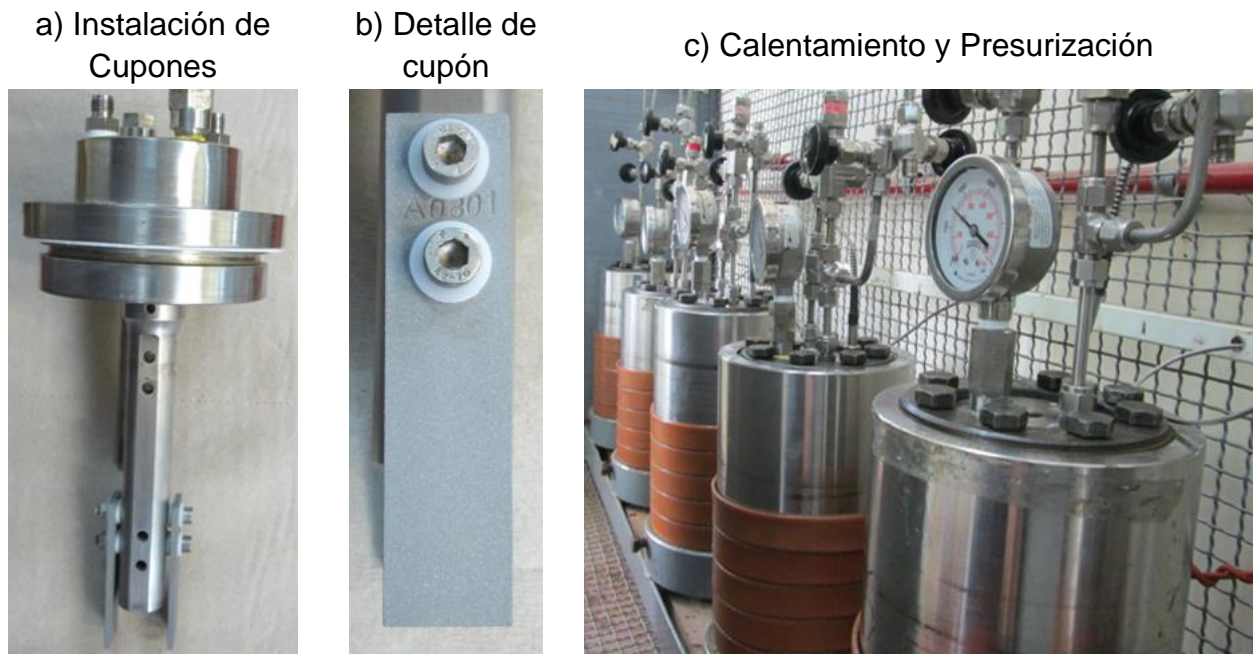 a) Instalación de
Cupones
b) Detalle de
cupón
c) Calentamiento y Presurización
A0301